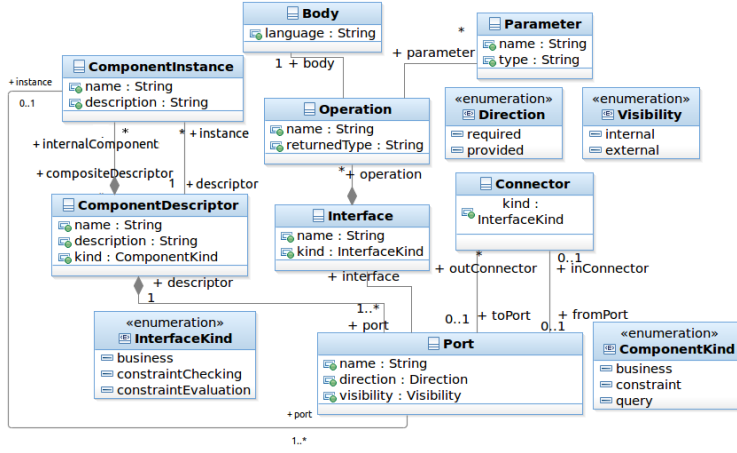 Body
language : String
1 + body
*
+ parameter
Parameter
name : String
type : String
ComponentInstance
name : String
description : String
+ instance
0..1
Operation
name : String
returnedType : String
«enumeration»
Direction
required
provided
«enumeration»
Visibility
internal
external
*
+ internalComponent
* + instance
+ compositeDescriptor
1 + descriptor
* + operation
ComponentDescriptor
name : String
description : String
kind : ComponentKind
Interface
name : String
kind : InterfaceKind
Connector
kind :
InterfaceKind
* 
+ outConnector
0..1
+ inConnector
+ descriptor
1
+ interface
1..*
+ port
0..1
+ toPort
+ fromPort
0..1
«enumeration»
InterfaceKind
business
constraintChecking
constraintEvaluation
Port
name : String
direction : Direction
visibility : Visibility
«enumeration»
ComponentKind
business
constraint
query
+ port
1..*